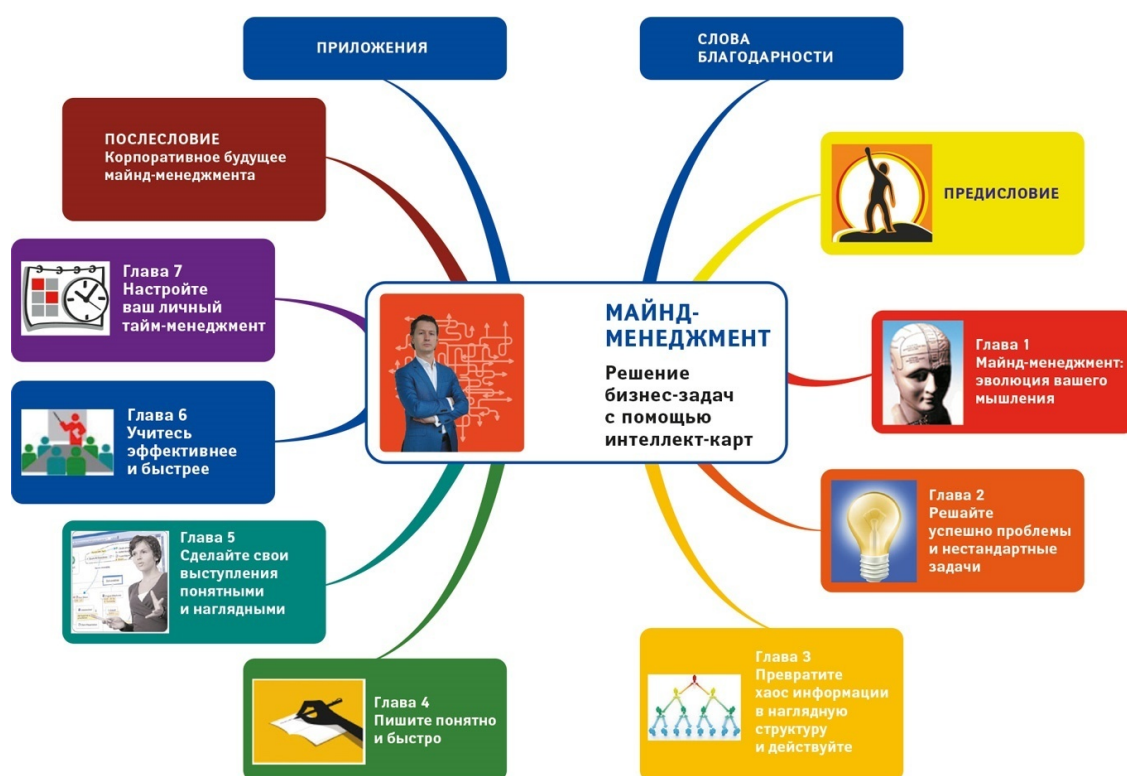 МАЙНД-
МЕНЕДЖМЕНТ
Решение
бизнес-задач
с помощью
интеллект-карт
СЛОВА
БЛАГОДАРНОСТИ
ПРЕДИСЛОВИЕ
Глава 1
Майнд-менеджмент:
эволюция вашего
мышления
Глава 2
Решайте
успешно проблемы
и нестандартные
задачи
Глава 3
Превратите
хаос информации
в наглядную
структуру
и действуйте
Глава 4
Пишите понятно
и быстро
Глава 5
Сделайте свои
выступления
понятными
и наглядными
Глава 6
Учитесь
эффективнее
и быстрее
Глава 7
Настройте
ваш личный
тайм-менеджмент
ПОСЛЕСЛОВИЕ
Корпоративное будущее
майнд-менеджмента
ПРИЛОЖЕНИЯ